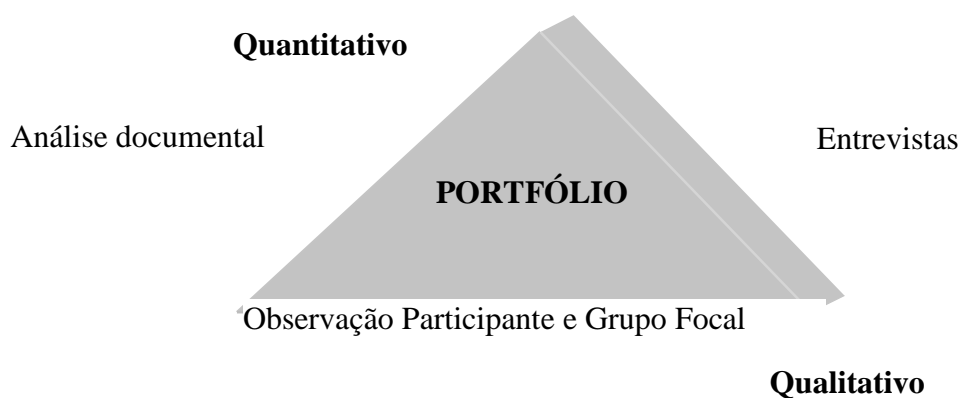 Quantitativo
Análise documental
Entrevistas
PORTFÓLIO
Observação Participante e Grupo Focal
Qualitativo